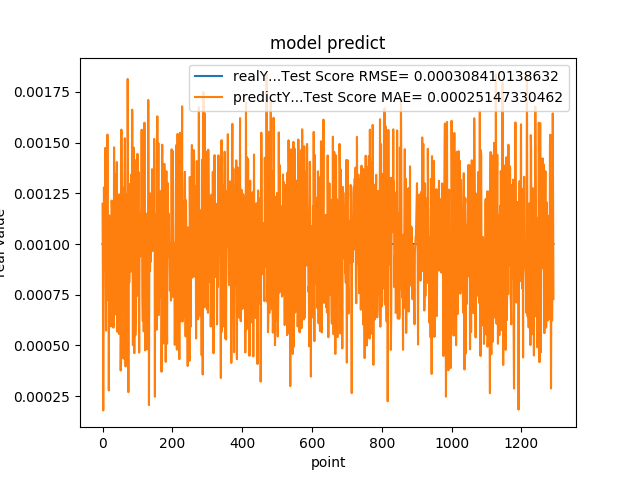 model predict
realY...Test Score RMSE= 0.000308410138632
predictY...Test Score MAE= 0.00025147330462
0.00175
0.00150
0.00125
0.00100
0.00075
0.00050
0.00025
real value
0 200 400 600 800 1000 1200
point